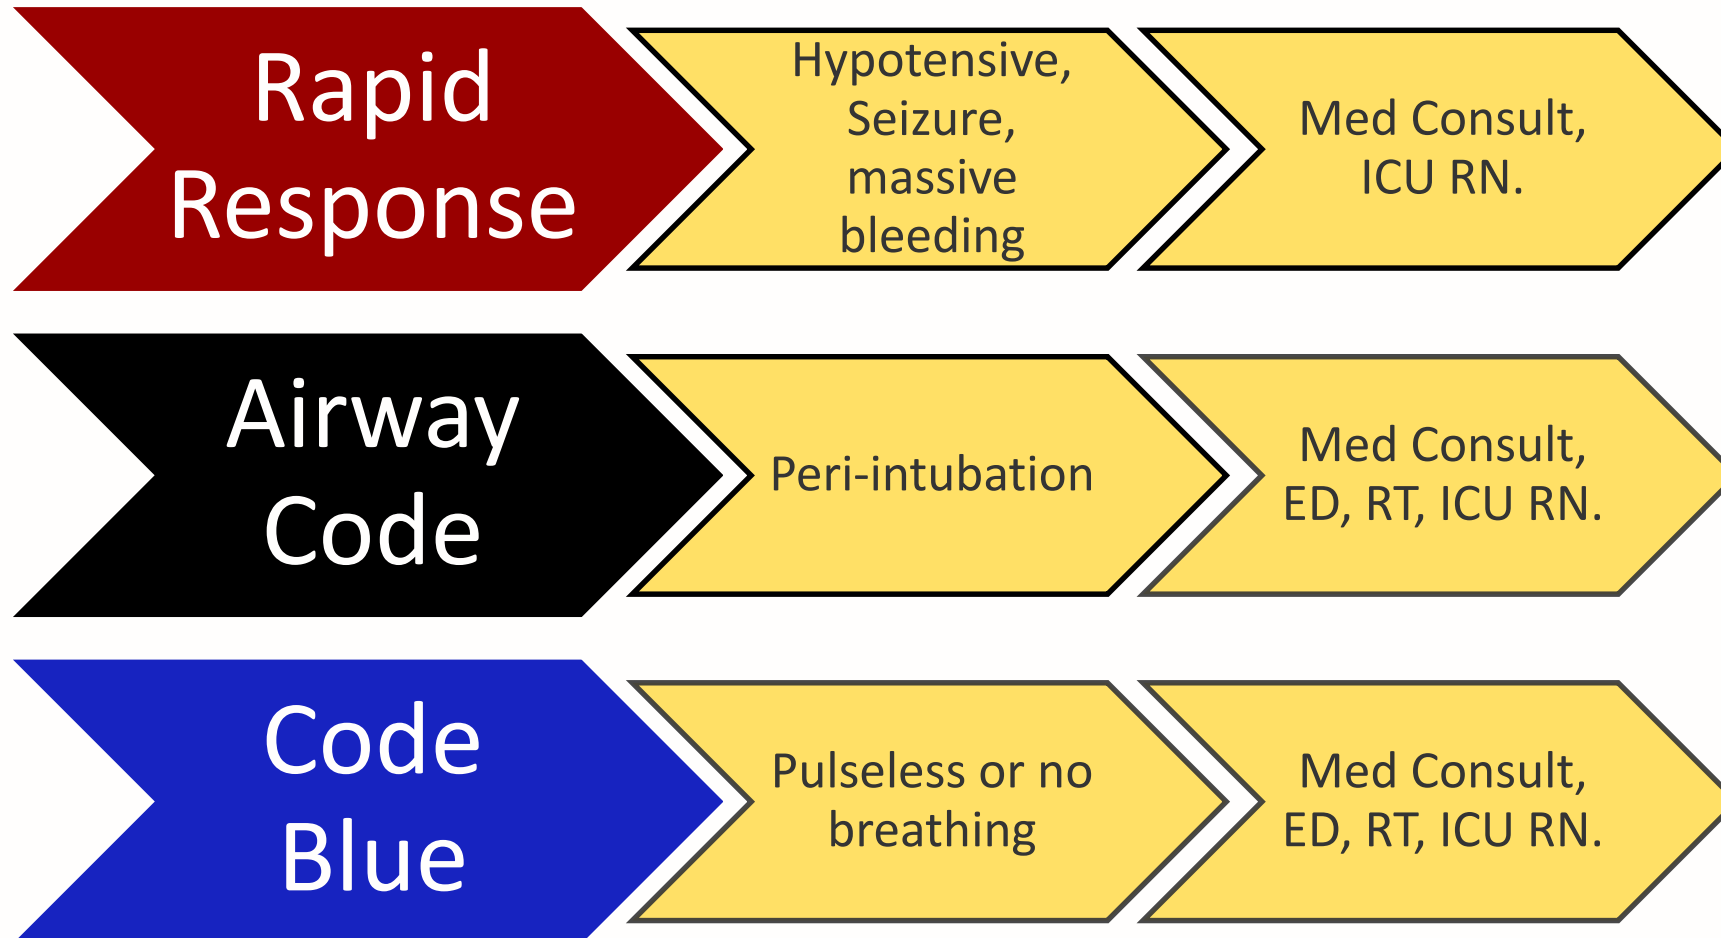 Rapid
Response
Hypotensive,
Seizure,
massive
bleeding
Med Consult,
ICU RN.
Airway
Code
Peri-intubation
Med Consult,
ED, RT, ICU RN.
Code
Blue
Pulseless or no
breathing
Med Consult,
ED, RT, ICU RN.